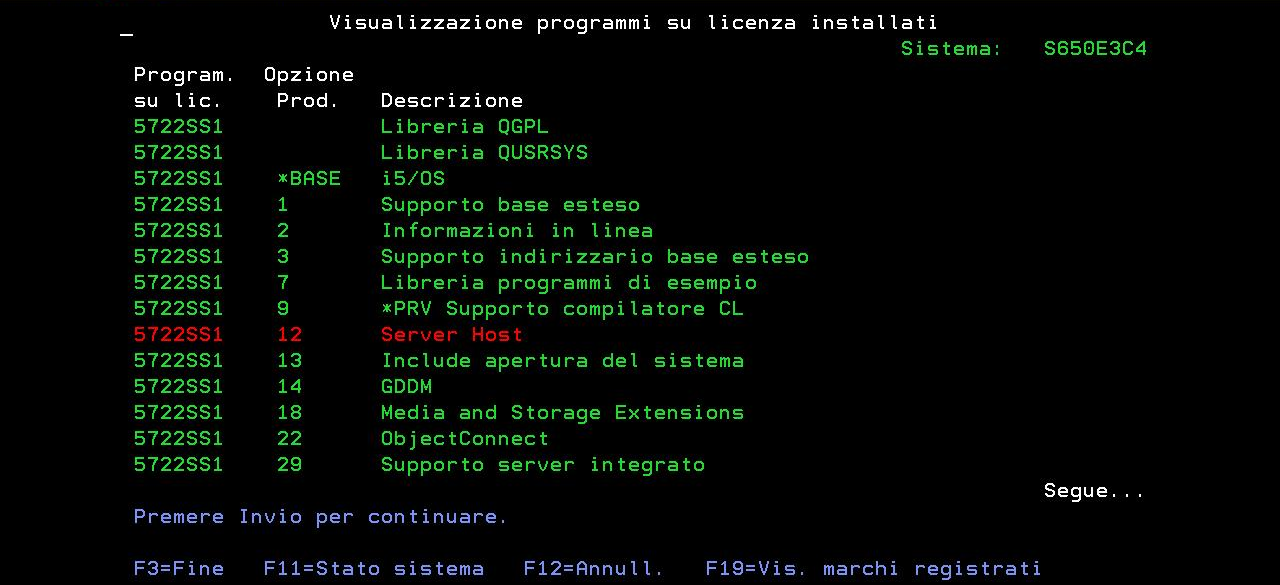 Visualizzazione programmi su licenza installati
Sistema: S650E3C4
Program. Opzione
su lic. Prod. Descrizione
5722SS1 Libreria QGPL
5722SS1 Libreria QUSRSYS
5722SS1 *BASE i5/OS
5722SS1 1 Supporto base esteso
5722SS1 2 Informazioni in linea
5722SS1 3 Supporto indirizzario base esteso
5722SS1 7 Libreria programmi di esempio
5722SS1 9 *PRV Supporto compilatore CL
5722SS1 12 Server Host
5722SS1 13 Include apertura del sistema
5722SS1 14 GDDM
5722SS1 18 Media and Storage Extensions
5722SS1 22 ObjectConnect
5722SS1 29 Supporto server integrato
Segue...
Premere Invio per continuare.
F3=Fine F11=Stato sistema F12=Annull. F19=Vis. marchi registrati